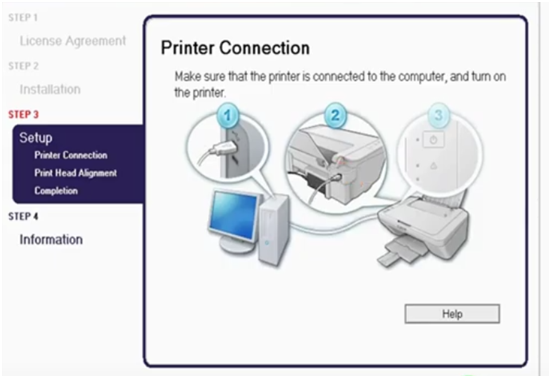 STEP 1
License Agreement
STEP 2
Installation
STEP 3
Setup
Printer Connection
Print Head Alignment
Completion
STEP 4
Information
Printer Connection
Make sure that the printer is connected to the computer, and turn on
the printer.
1
2
3
Help